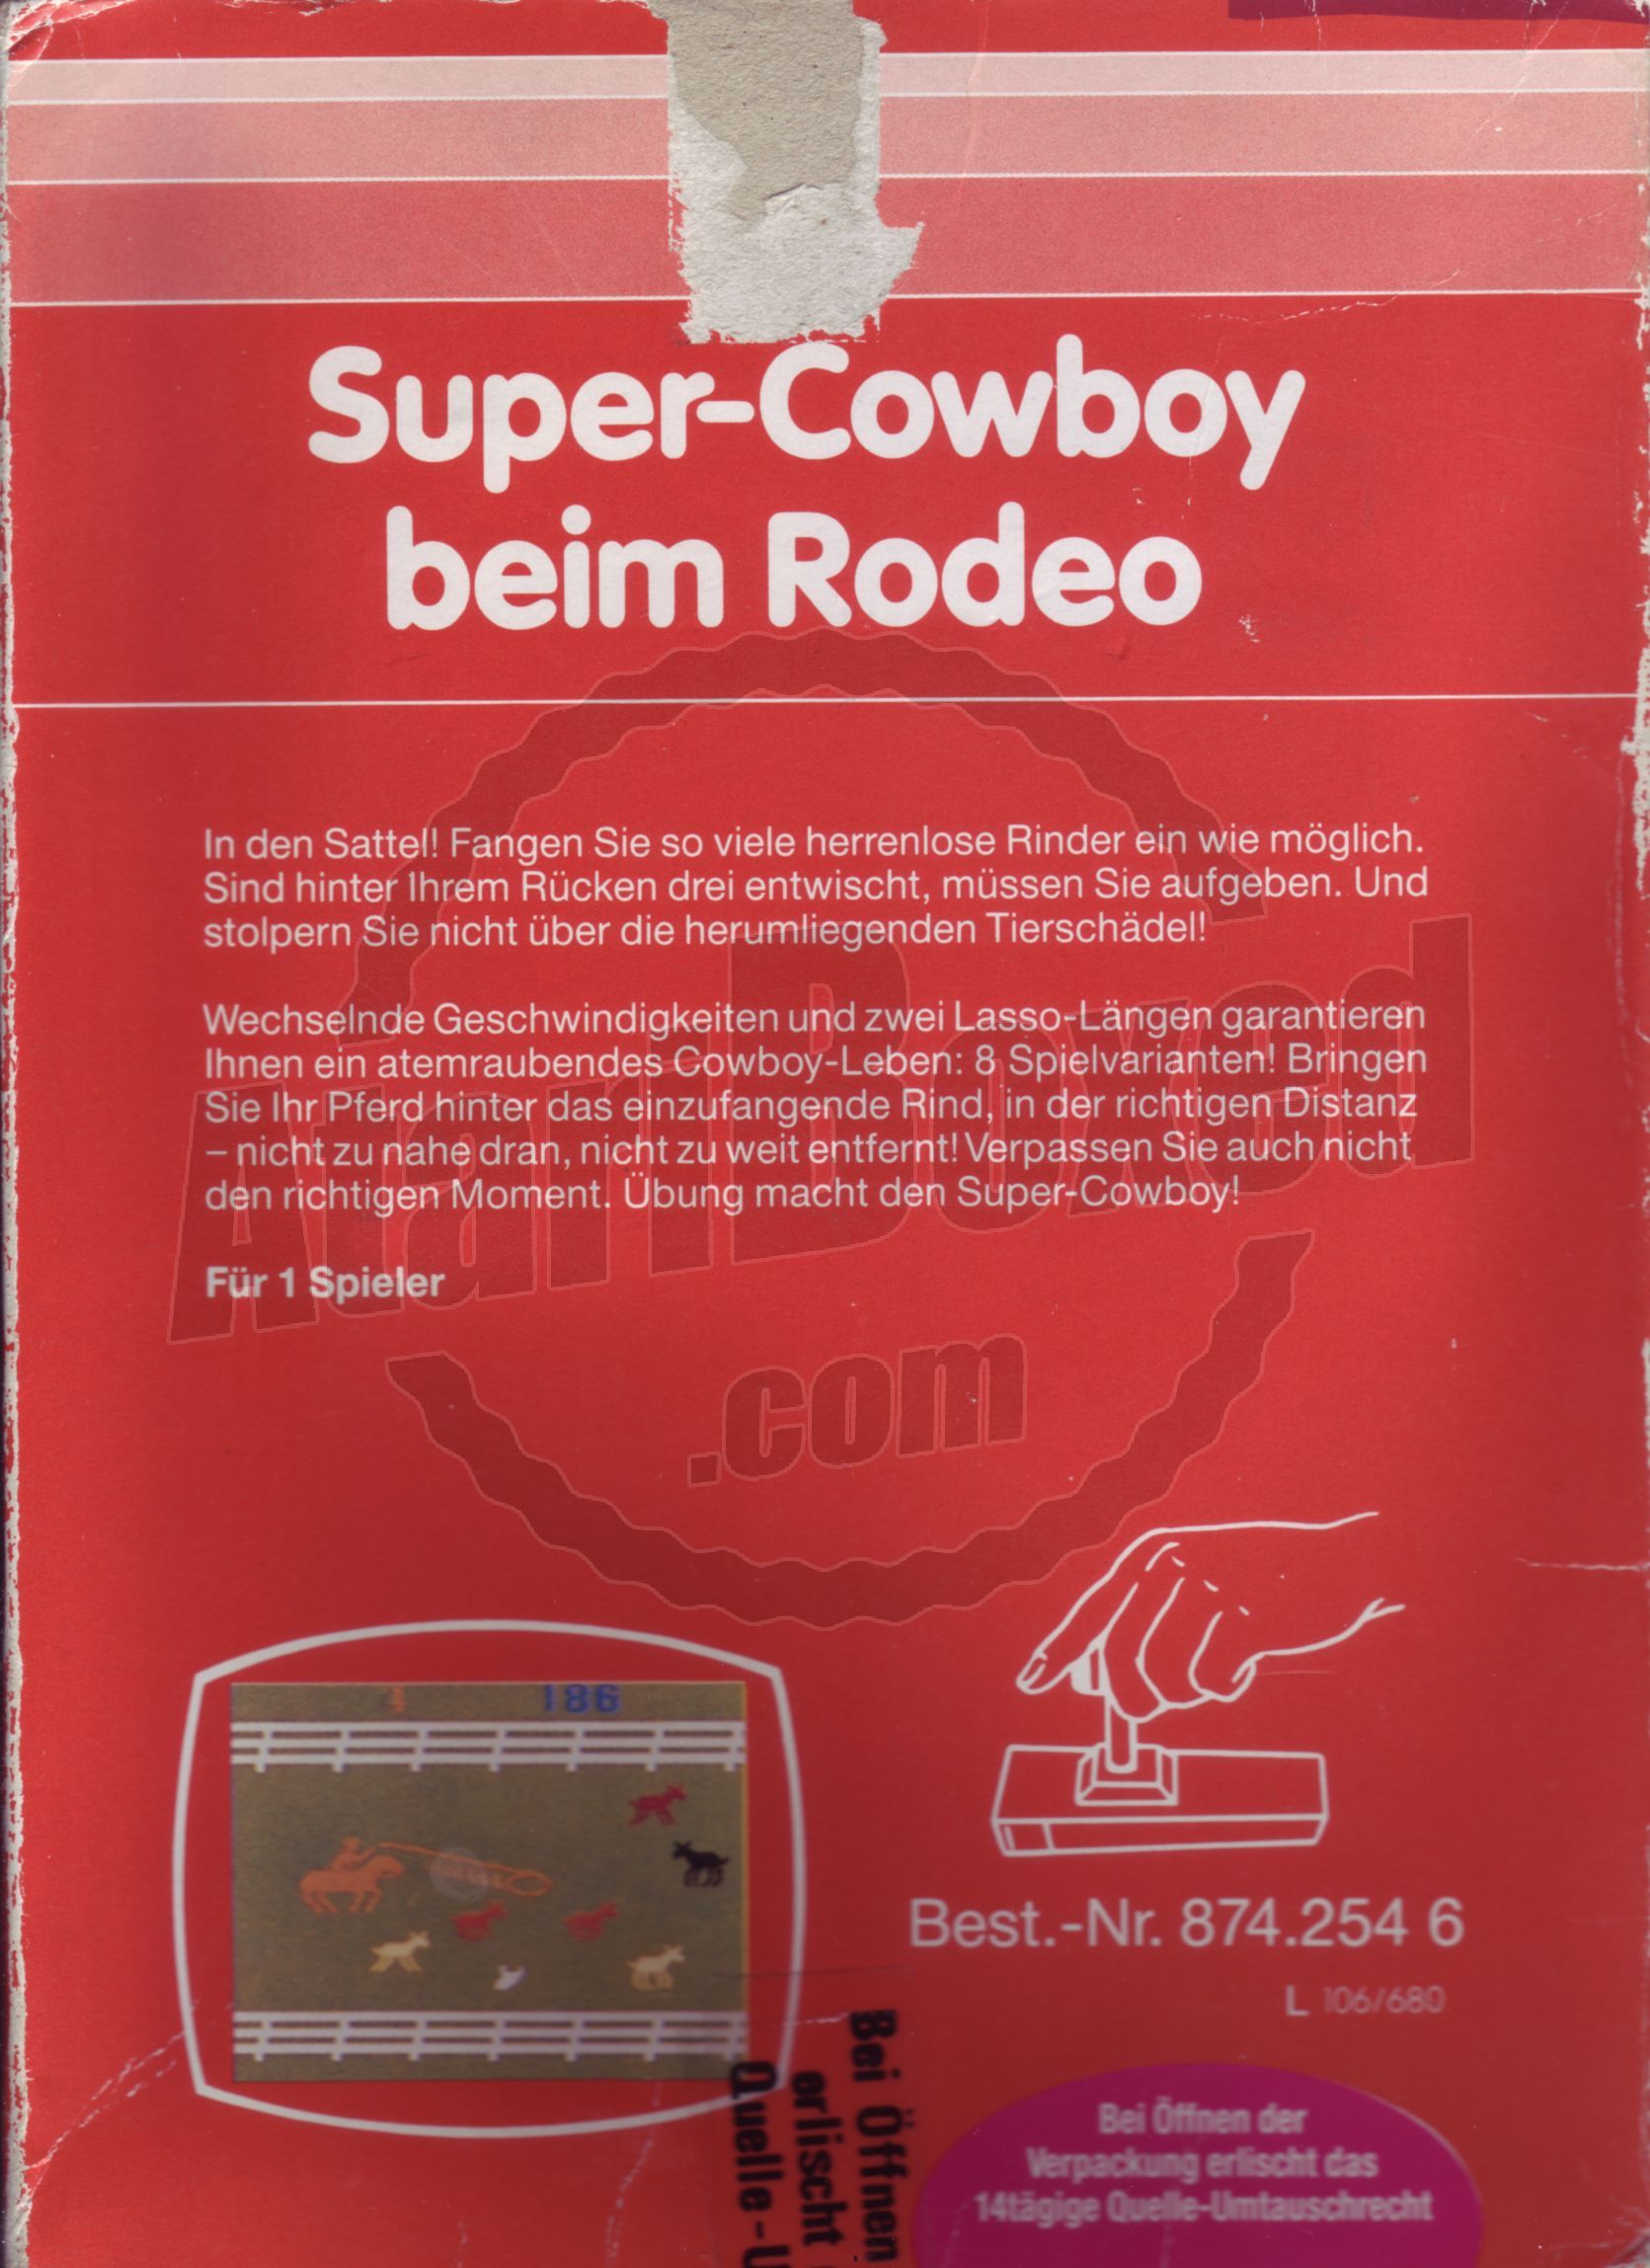 Super-Cowboy
beim Rodeo
In den Sattel! Fangen Sie so viele herrenlose Rinder ein wie möglich.
Sind hinter Ihrem Rücken drei entwischt, müssen Sie aufgeben. Und
stolpern Sie nicht über die herumliegenden Tierschädel!
Wechselnde Geschwindigkeiten und zwei Lasso-Längen garantieren
Ihnen ein atemraubendes Cowboy-Leben: 8 Spielvarianten! Bringen
Sie Ihr Pferd hinter das einzufangende Rind, in der richtigen Distanz
– nicht zu nahe dran, nicht zu weit entfernt! Verpassen Sie auch nicht
den richtigen Moment. Übung macht den Super-Cowboy!
Für 1 Spieler
AtariBoxed
.com
186
Best.-Nr. 874.254 6
L 106/680
Bei Öffnen
erlischt
Quelle-U
Bei Öffnen der
Verpackung erlischt das
14tägige Quelle-Umtauschrecht